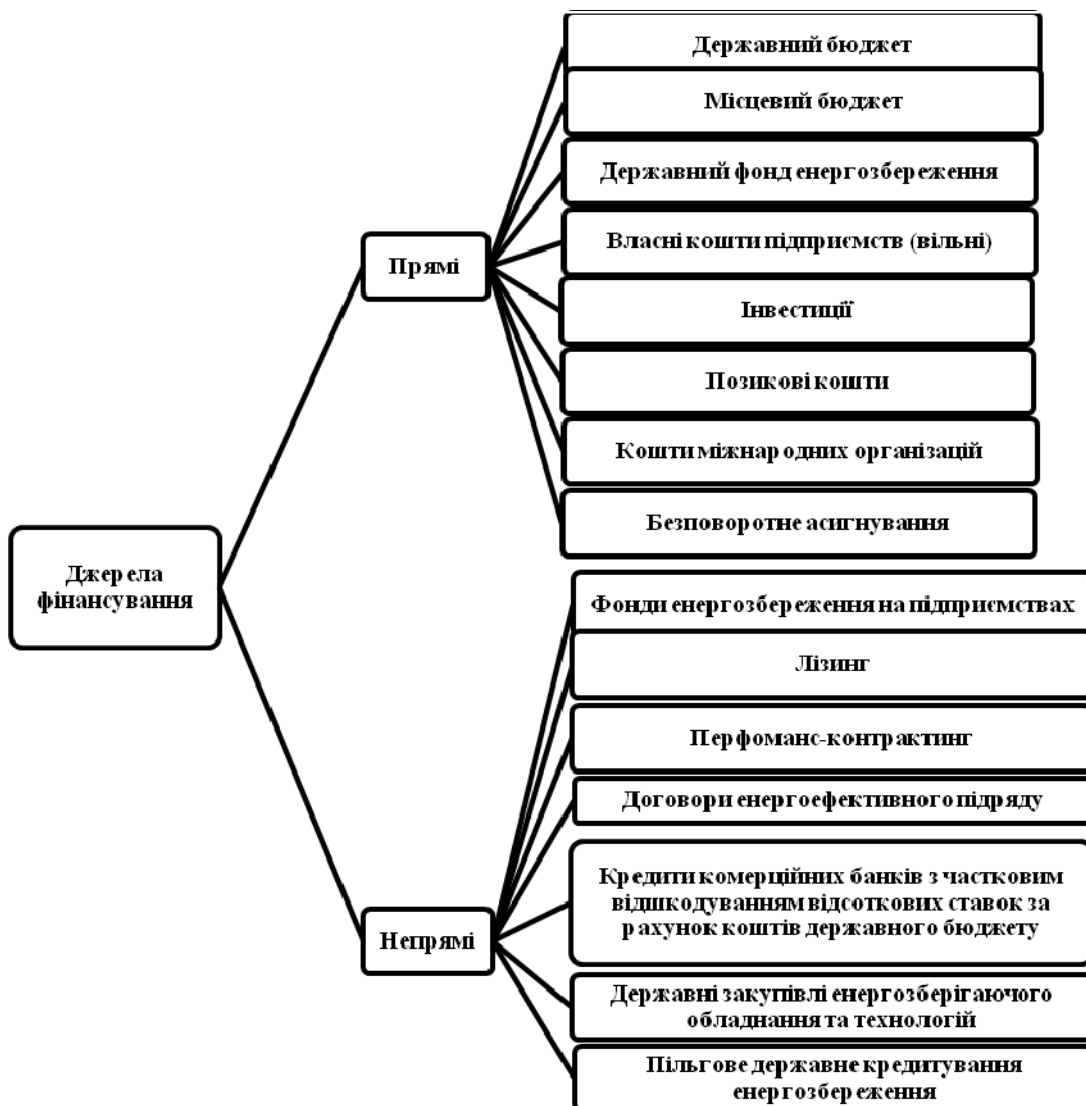 Державний бюджет
Місцевий бюджет
Державний фонд енергозбереження
Власні кошти підприємств (вільні)
Прямі
Інвестиції
Позикові кошти
Кошти міжнародних організацій
Безповоротне асигнування
Джерела
фінансування
Фонди енергозбереження на підприємствах
Лізинг
Перфоманс-контрактинг
Договори енергоефективного підряду
Кредити комерційних банків з частковим
відшкодуванням відсоткових ставок за
рахунок коштів державного бюджету
Непрямі
Державні закупівлі енергозберігаючого
обладнання та технологій
Пільгове державне кредитування
енергозбереження